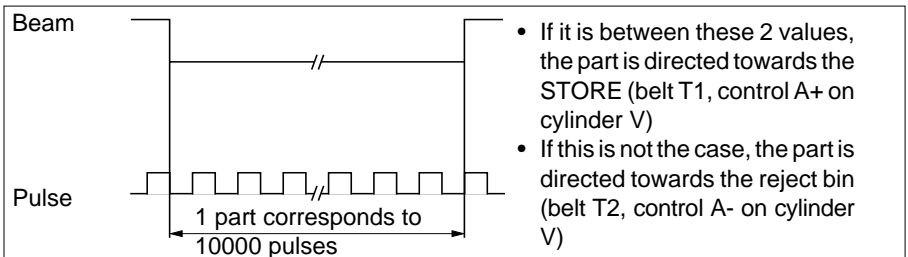 Beam
Pulse
1 part corresponds to
10000 pulses
• If it is between these 2 values,
the part is directed towards the
STORE (belt T1, control A+ on
cylinder V)
• If this is not the case, the part is
directed towards the reject bin
(belt T2, control A- on cylinder
V)